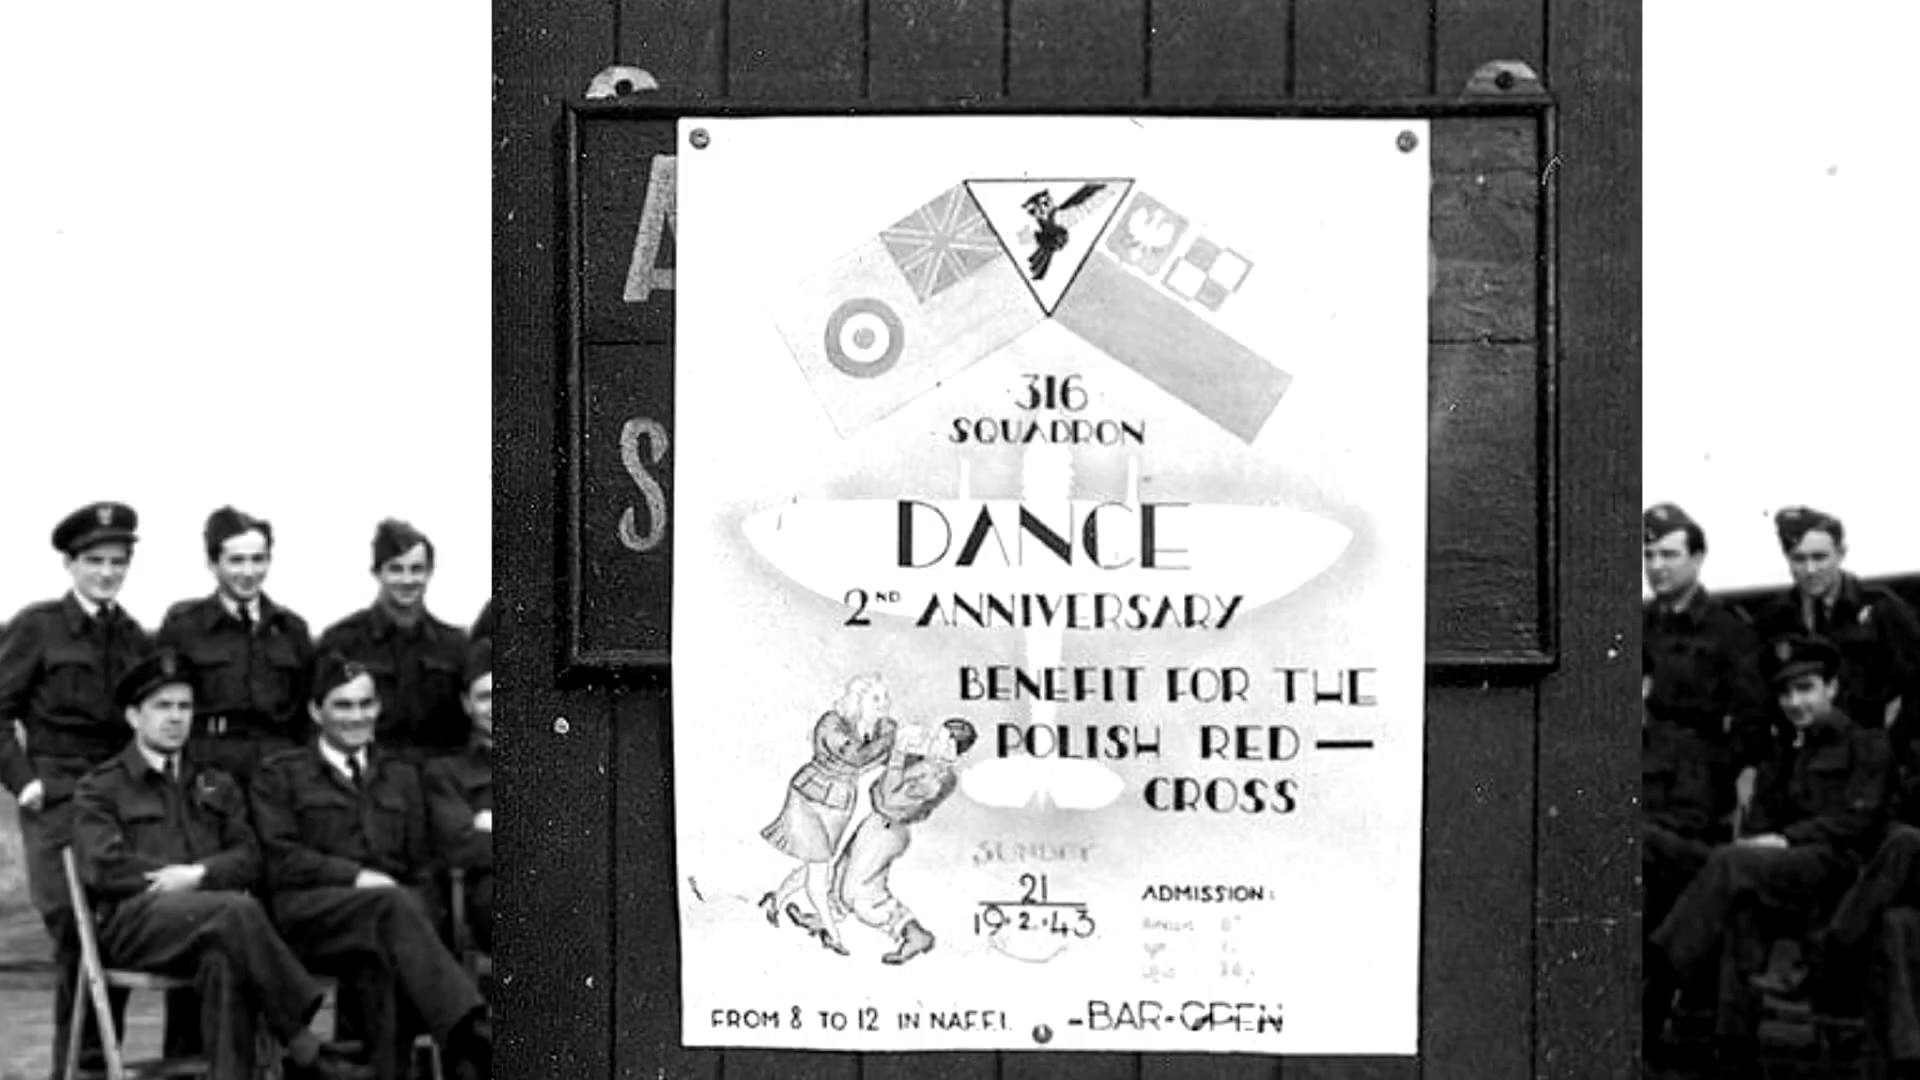 A
S
316
SQUADRON
DANCE
2ND ANNIVERSARY
BENEFIT FOR THE
POLISH RED —
CROSS
SUNDAY
21
19·2·43
ADMISSION:
FROM 8 TO 12 IN N.A.F.F.I. -BAR-OPEN